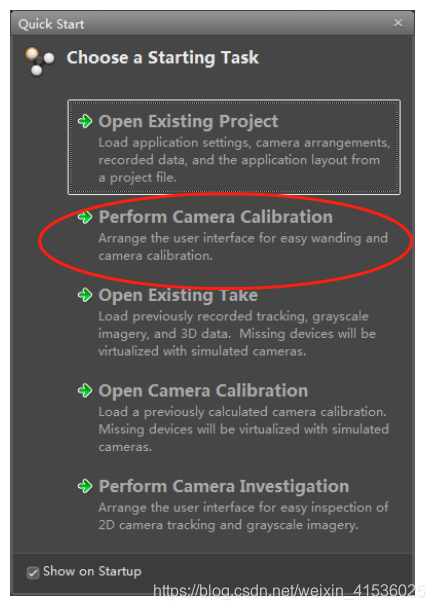 Quick Start
Choose a Starting Task
Open Existing Project
Load application settings, camera arrangements,
recorded data, and the application layout from
a project file.
Perform Camera Calibration
Arrange the user interface for easy wanding and
camera calibration.
Open Existing Take
Load previously recorded tracking, grayscale
imagery, and 3D data.  Missing devices will be
virtualized with simulated cameras.
Open Camera Calibration
Load a previously calculated camera calibration.
Missing devices will be virtualized with simulated
cameras.
Perform Camera Investigation
Arrange the user interface for easy inspection of
2D camera tracking and grayscale imagery.
Show on Startup
https://blog.csdn.net/weixin_41536025